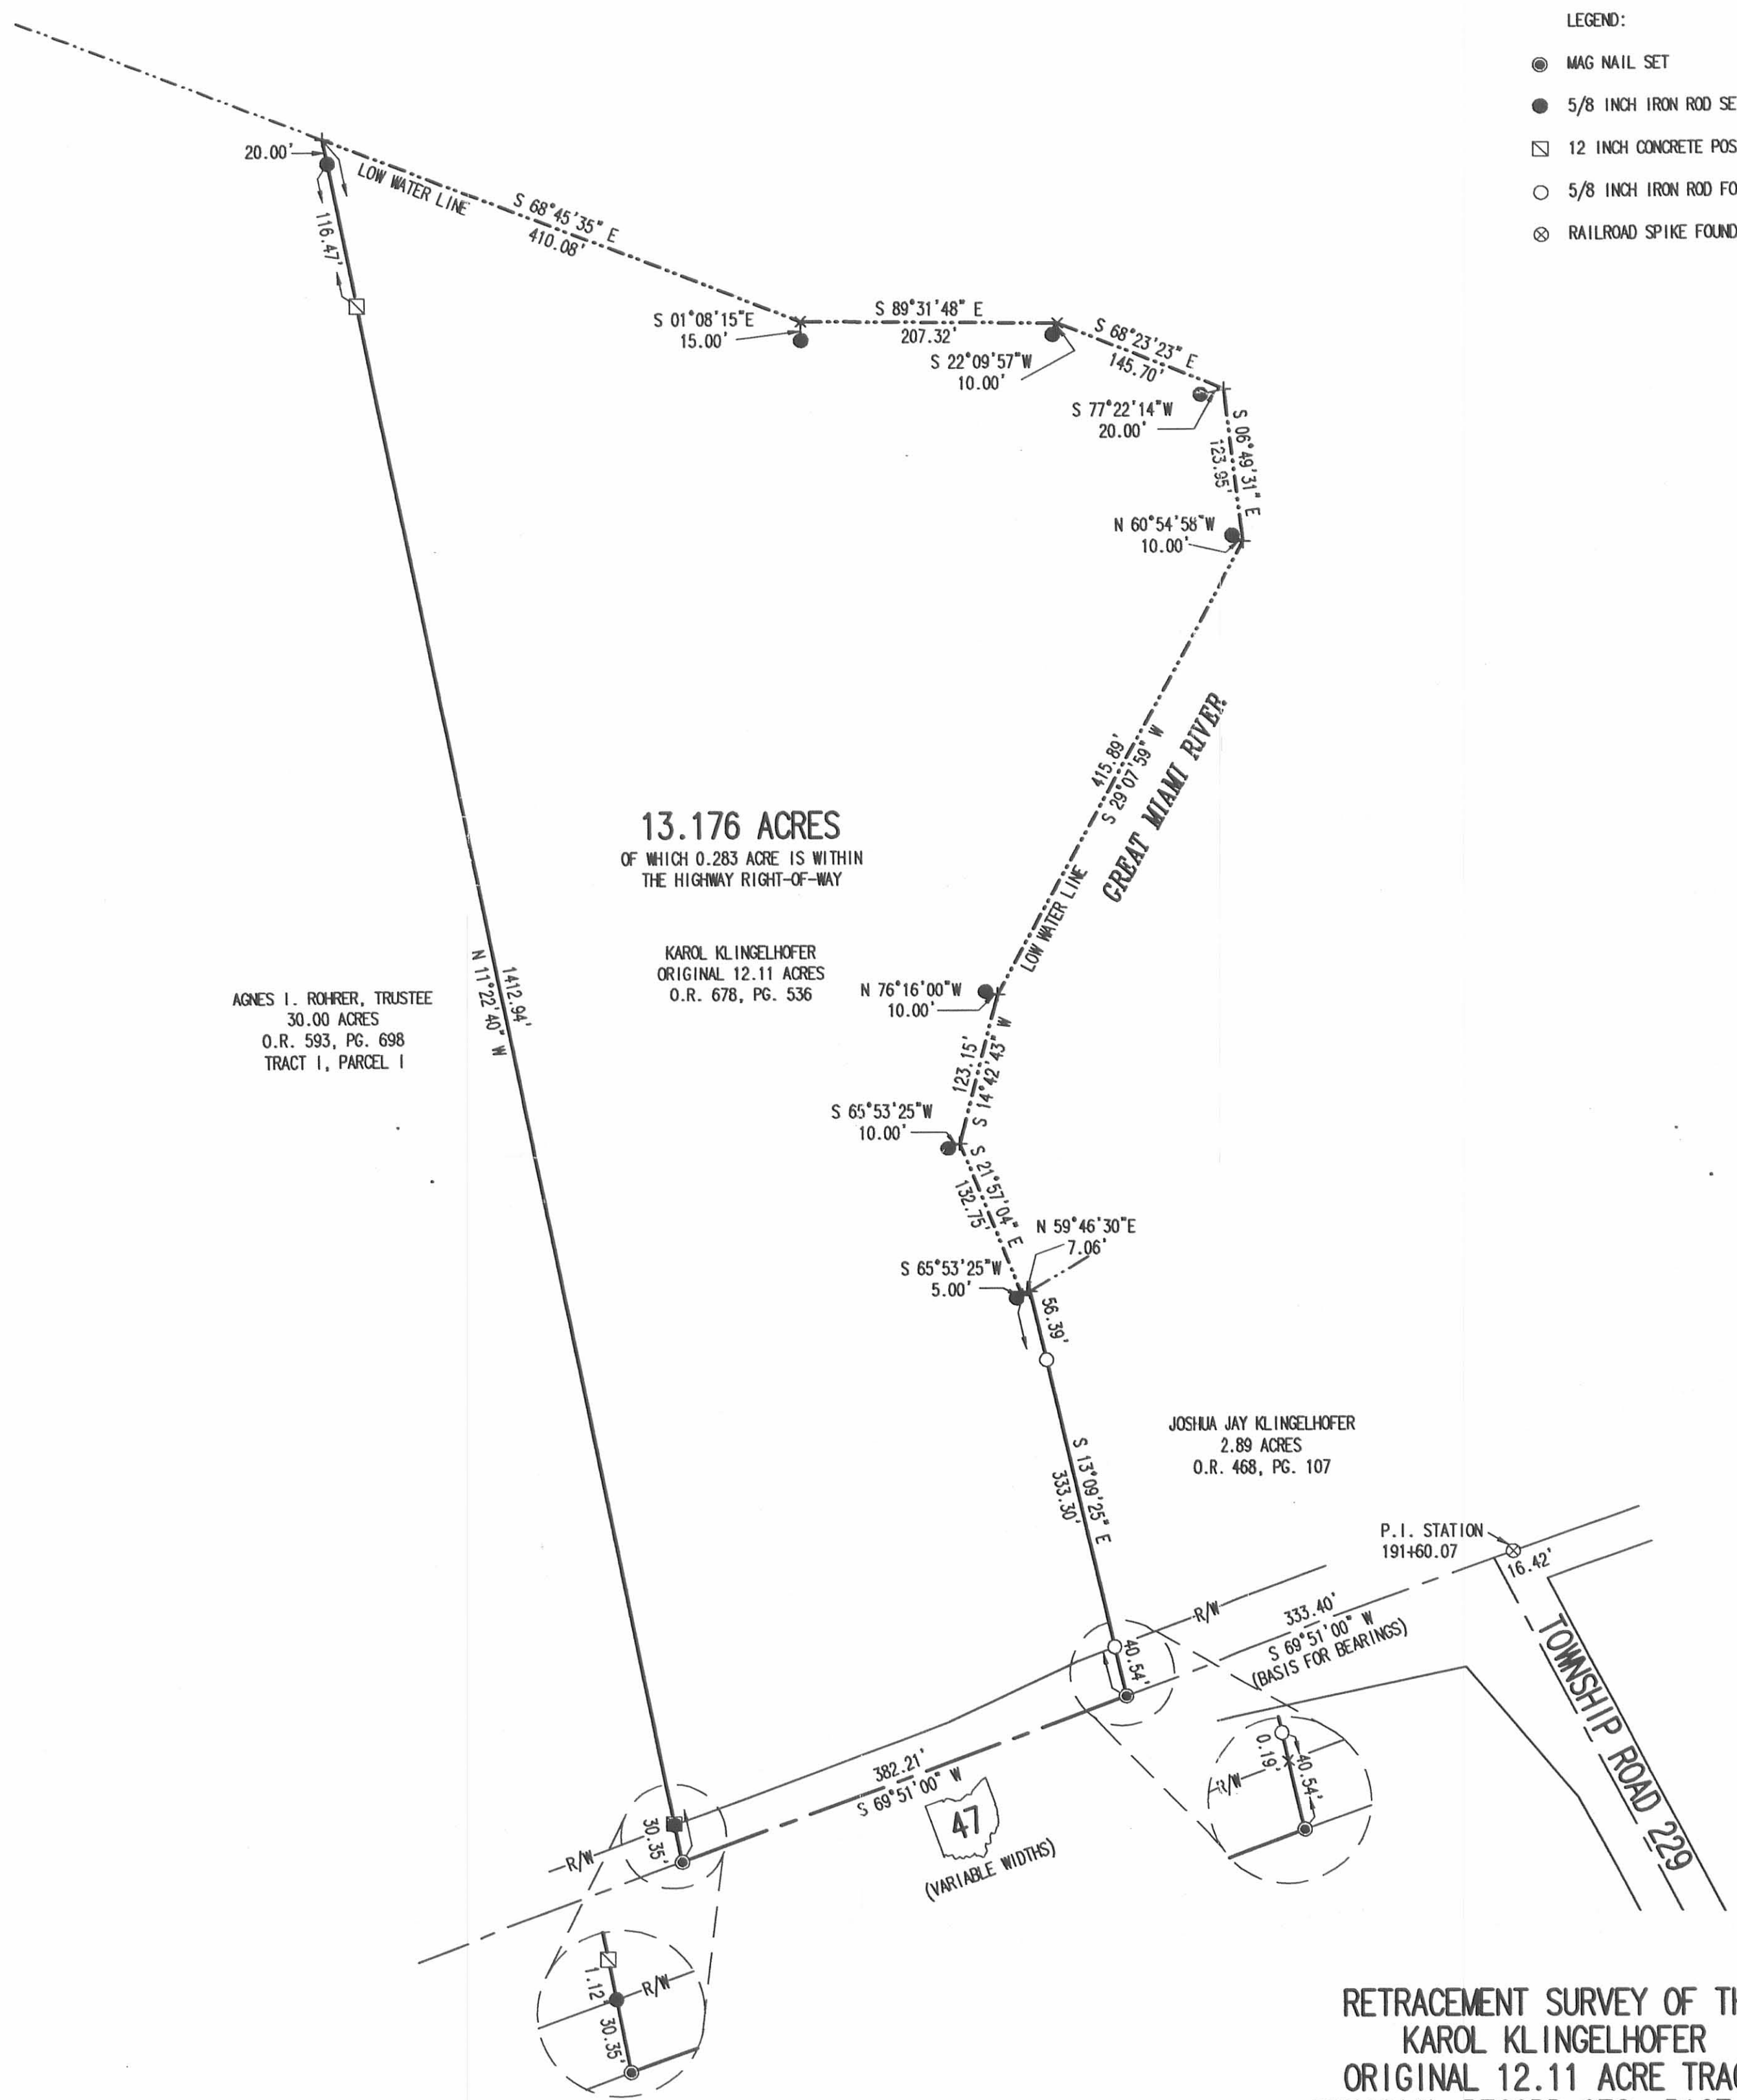 LEGEND:
MAG NAIL SET
5/8 INCH IRON ROD SE
12 INCH CONCRETE POS
5/8 INCH IRON ROD FO
RAILROAD SPIKE FOUND
20.00'
116.47'
LOW WATER LINE
S 68°45'35" E
410.08'
S 01°08'15"E
15.00'
S 89°31'48" E
207.32'
S 22°09'57"W
10.00'
S 68°23'23" E
145.70'
S 77°22'14"W
20.00'
S 06°49'31" E
123.95'
N 60°54'58"W
10.00'
415.89'
S 29°07'59" W
GREAT MIAMI RIVER
LOW WATER LINE
13.176 ACRES
OF WHICH 0.283 ACRE IS WITHIN
THE HIGHWAY RIGHT-OF-WAY
KAROL KLINGELHOFER
ORIGINAL 12.11 ACRES
O.R. 678, PG. 536
AGNES I. ROHRER, TRUSTEE
30.00 ACRES
O.R. 593, PG. 698
TRACT I, PARCEL I
1412.94'
N 11°22'40" W
N 76°16'00"W
10.00'
123.15'
S 14°42'43" W
S 65°53'25"W
10.00'
S 21°57'04" E
132.75'
N 59°46'30"E
7.06'
S 65°53'25"W
5.00'
56.39'
S 13°09'25" E
333.30'
JOSHUA JAY KLINGELHOFER
2.89 ACRES
O.R. 468, PG. 107
P.I. STATION
191+60.07
16.42'
R/W
333.40'
S 69°51'00" W
(BASIS FOR BEARINGS)
40.54'
TOWNSHIP ROAD 229
382.21'
S 69°51'00" W
47
(VARIABLE WIDTHS)
0.19'
40.54'
R/W
30.35'
R/W
1.12'
R/W
30.35'
RETRACEMENT SURVEY OF TH
KAROL KLINGELHOFER
ORIGINAL 12.11 ACRE TRAC